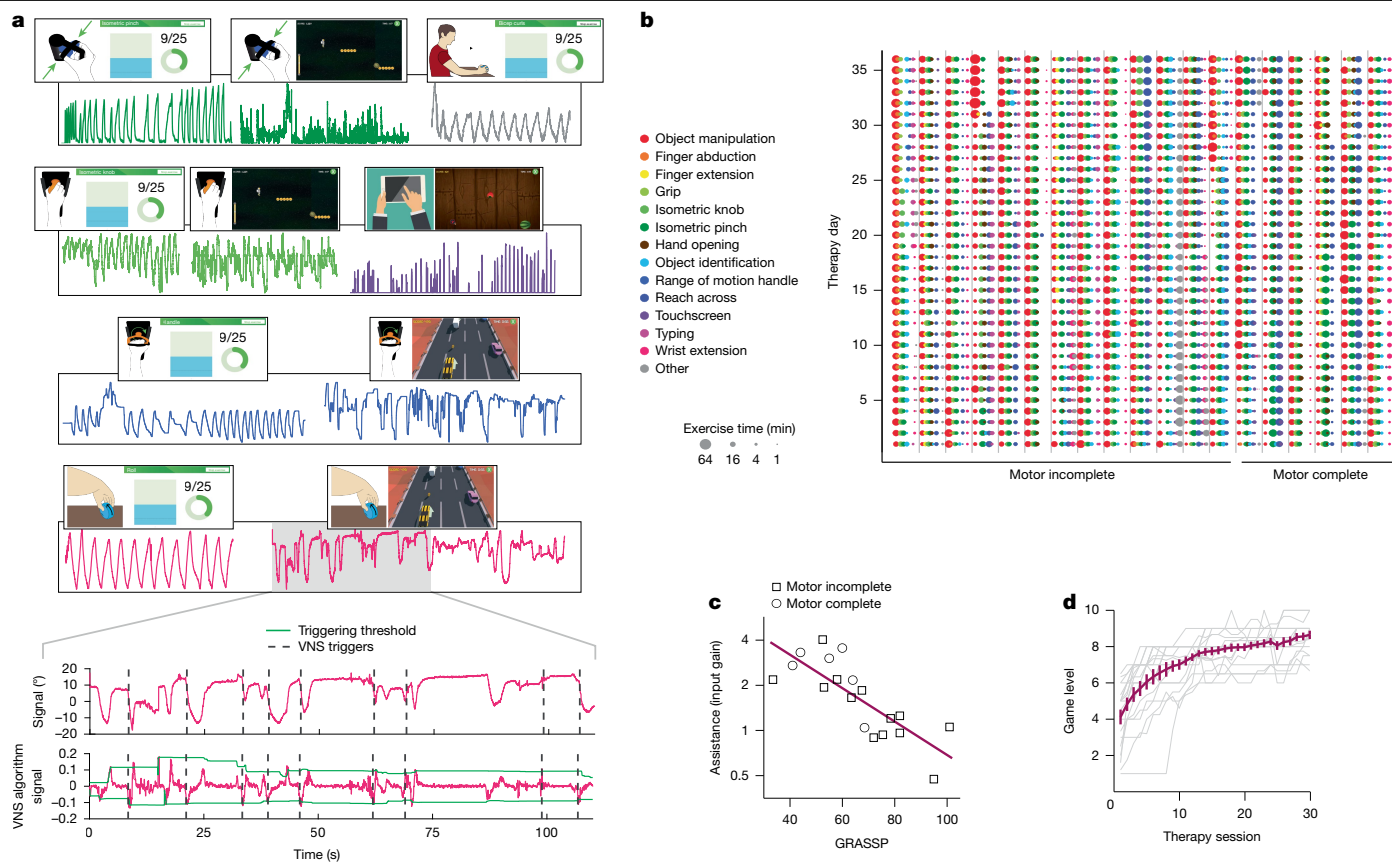 a
Isometric pinch
9/25
Bicep curls
9/25
Isometric knob
9/25
Handle
9/25
Roll
9/25
Triggering threshold
VNS triggers
Signal (°)
20
10
0
−10
−20
VNS algorithm
signal
0.2
0.1
0
−0.1
−0.2
0
25
50
75
100
Time (s)
b
Object manipulation
Finger abduction
Finger extension
Grip
Isometric knob
Isometric pinch
Hand opening
Object identification
Range of motion handle
Reach across
Touchscreen
Typing
Wrist extension
Other
Exercise time (min)
64 16 4 1
Therapy day
35
30
25
20
15
10
5
Motor incomplete
Motor complete
c
Motor incomplete
Motor complete
Assistance (input gain)
4
2
1
0.5
40 60 80 100
GRASSP
d
Game level
10
8
6
4
2
0 10 20 30
Therapy session